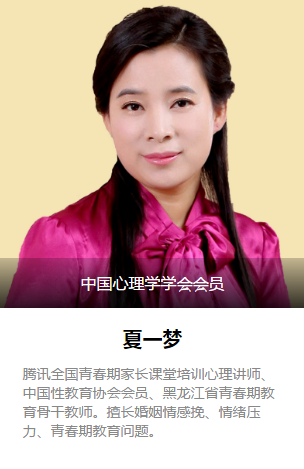 中国心理学学会会员
夏一梦
腾讯全国青春期家长课堂培训心理讲师、
中国性教育协会会员、黑龙江省青春期教
育骨干教师。擅长婚姻情感挽、情绪压
力、青春期教育问题。